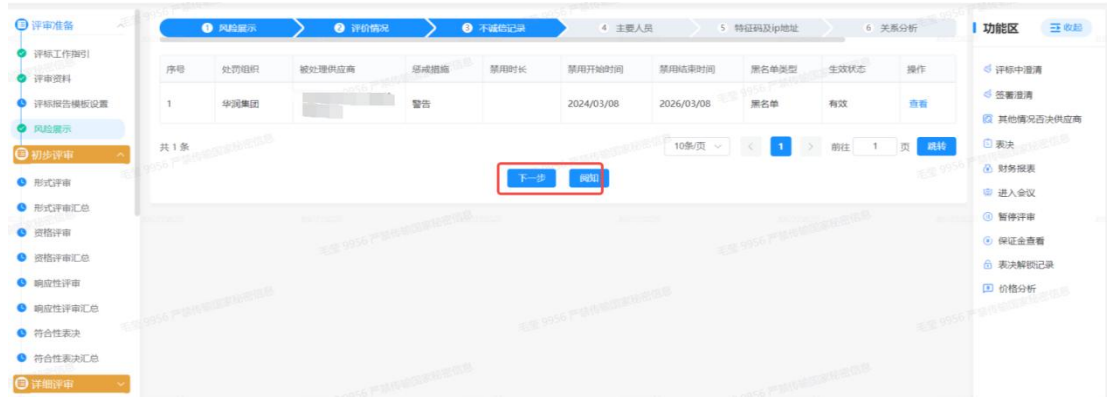 评审准备
评标工作指引
评审资料
评标报告模板设置
风险展示
初步评审
形式评审
形式评审汇总
资格评审
资格评审汇总
响应性评审
响应性评审汇总
符合性表决
符合性表决汇总
详细评审
1 风险展示 2 评价情况 3 不诚信记录 4 主要人员 5 特征码及ip地址 6 关系分析
序号 处罚组织 被处理供应商 惩戒措施 禁用时长 禁用开始时间 禁用结束时间 黑名单类型 生效状态 操作
1 华润集团 警告 2024/03/08 2026/03/08 黑名单 有效 查看
共 1 条 10条/页 < 1 > 前往 1 页 跳转
下一步 阅知
功能区 收起
评标中澄清
签署澄清
其他情况否决供应商
表决
财务报表
进入会议
暂停评审
保证金查看
表决解锁记录
价格分析